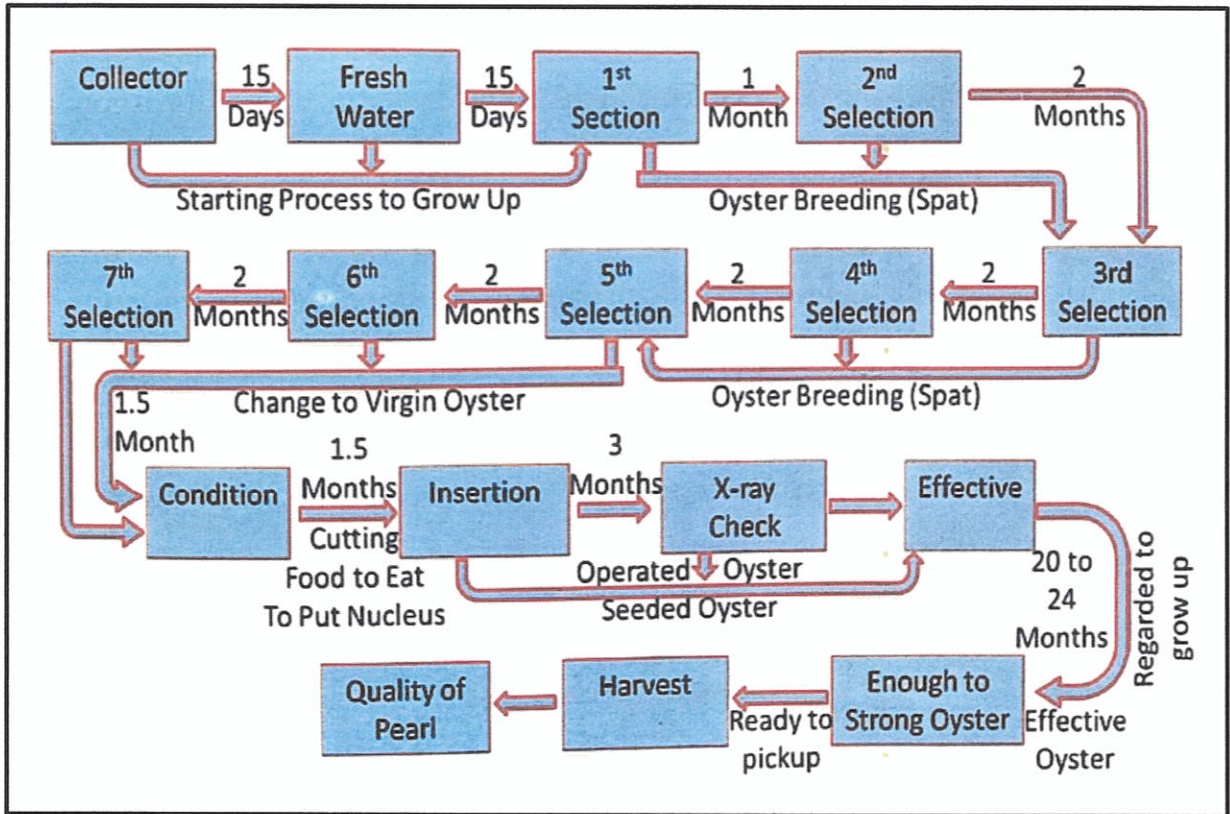 Collector
15
Days
Fresh
Water
15
Days
1st
Section
1
Month
2nd
Selection
2
Months
Starting Process to Grow Up
Oyster Breeding (Spat)
7th
Selection
2
Months
6th
Selection
2
Months
5th
Selection
2
Months
4th
Selection
2
Months
3rd
Selection
1.5
Month
Change to Virgin Oyster
Oyster Breeding (Spat)
Condition
1.5
Months
Cutting
Food to Eat
To Put Nucleus
Insertion
3
Months
X-ray
Check
Operated Oyster
Seeded Oyster
Effective
20 to
24
Months
Regarded to
grow up
Quality of
Pearl
Harvest
Ready to
pickup
Enough to
Strong Oyster
Effective
Oyster